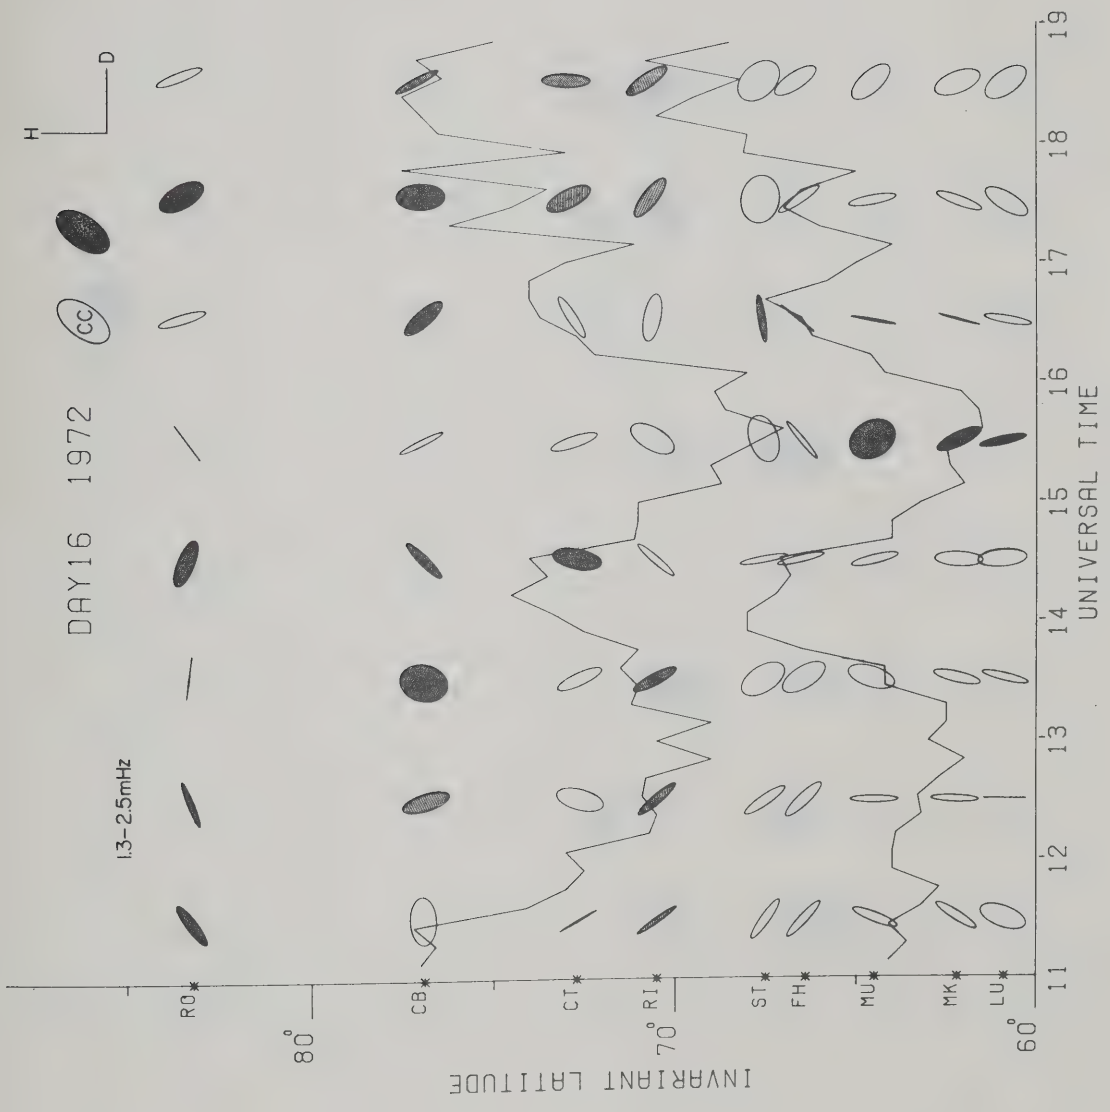 DAY16 1972
CC
H
D
1.3-2.5mHz
INVARIANT LATITUDE
80°
70°
60°
RO
CB
CT
RI
ST
FH
MU
MK
LU
11 12 13 14 15 16 17 18 19
UNIVERSAL TIME